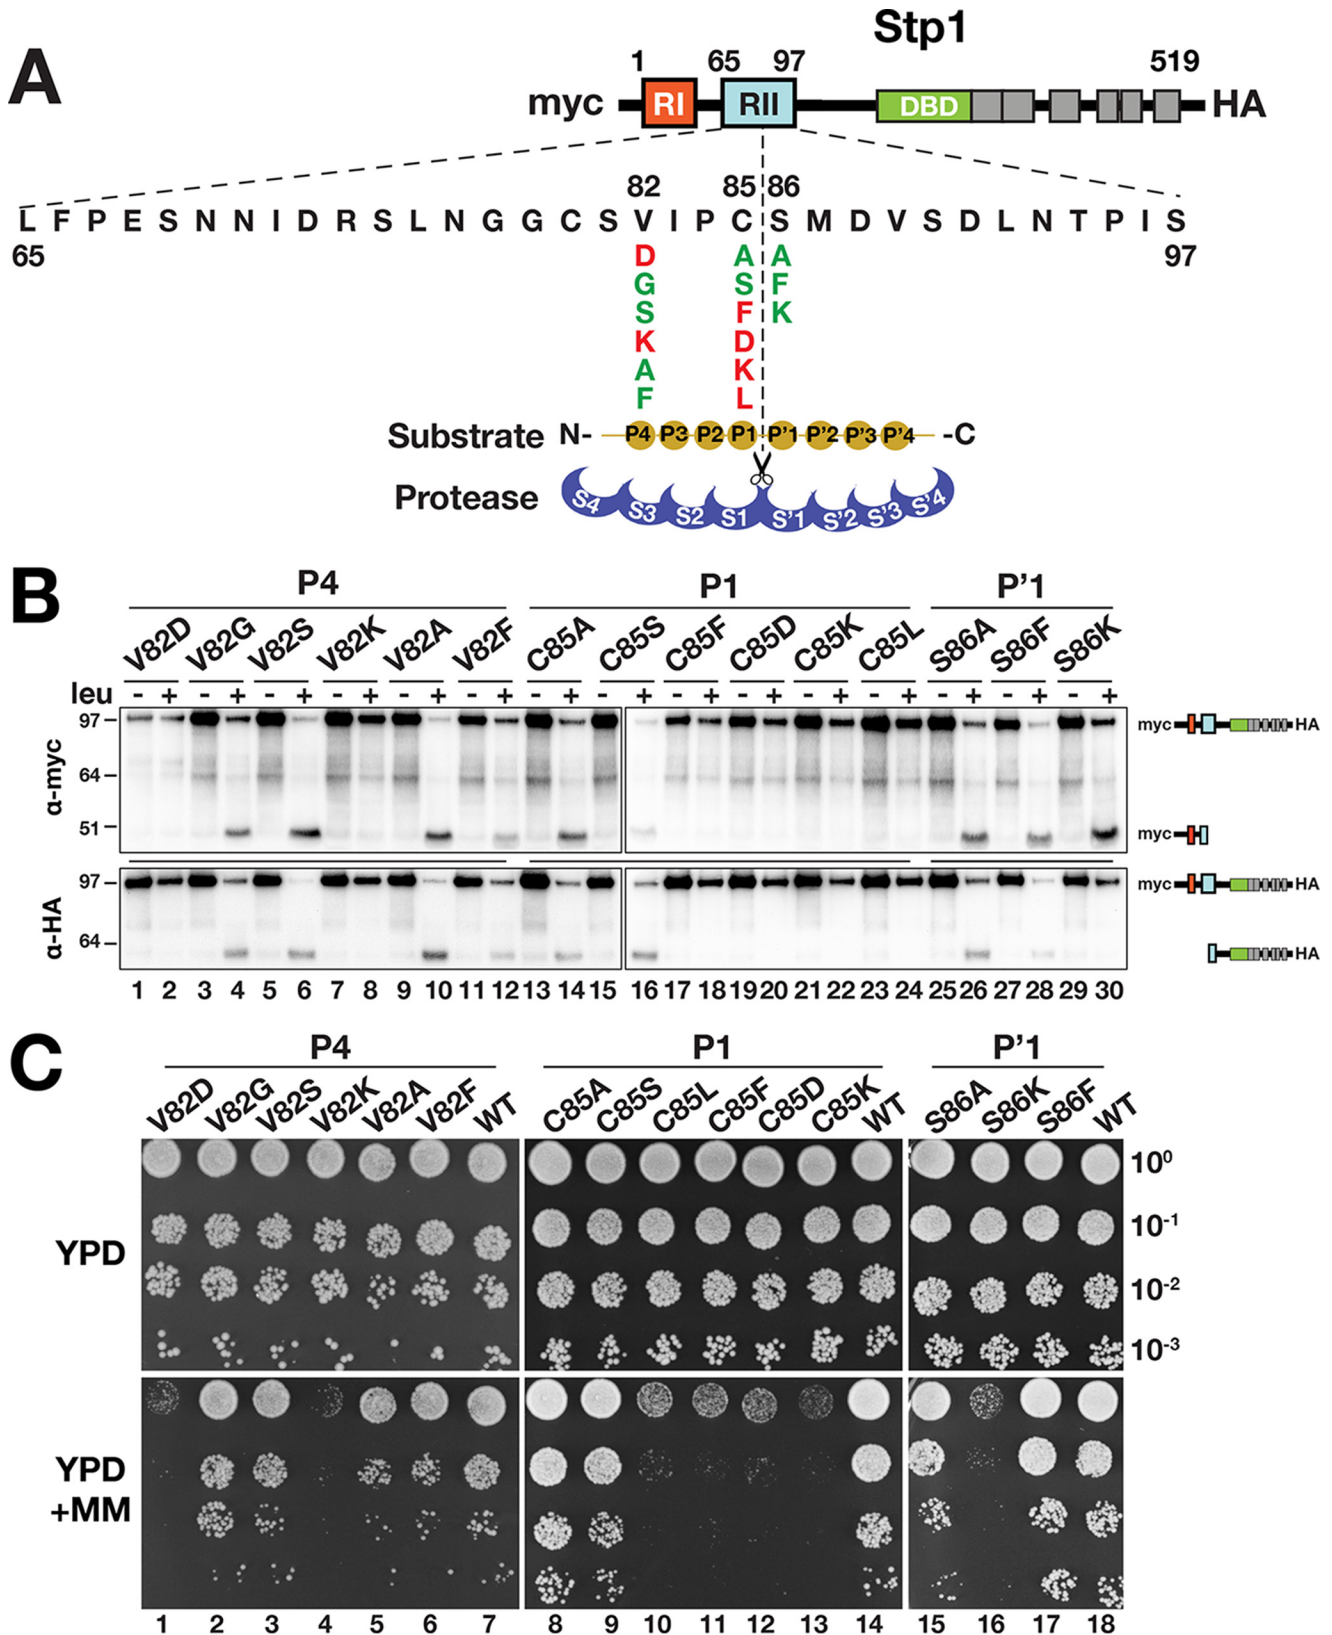 A
Stp1
1 65 97 519
myc RI RII DBD HA
82 85 86
L F P E S N N I D R S L N G G C S V I P C S M D V S D L N T P I S
65 97
D A A
G S F
S F K
K D
A K
F L
Substrate N- P4 P3 P2 P1 P'1 P'2 P'3 P'4 -C
Protease S4 S3 S2 S1 S'1 S'2 S'3 S'4
B
P4 P1 P'1
V82D V82G V82S V82K V82A V82F C85A C85S C85F C85D C85K C85L S86A S86F S86K
leu - + - + - + - + - + - + - + - + - + - + - + - + - + - + - +
α-myc
97
64
51
myc HA
myc
α-HA
97
64
myc HA
HA
1 2 3 4 5 6 7 8 9 10 11 12 13 14 15 16 17 18 19 20 21 22 23 24 25 26 27 28 29 30
C
P4 P1 P'1
V82D V82G V82S V82K V82A V82F WT C85A C85S C85L C85F C85D C85K WT S86A S86K S86F WT
YPD
10⁰
10⁻¹
10⁻²
10⁻³
YPD
+MM
1 2 3 4 5 6 7 8 9 10 11 12 13 14 15 16 17 18